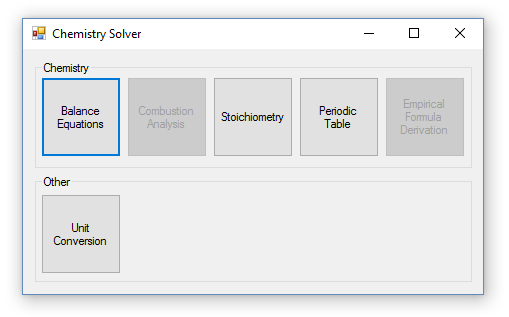 Chemistry Solver
Chemistry
Balance
Equations
Combustion
Analysis
Stoichiometry
Periodic
Table
Empirical
Formula
Derivation
Other
Unit
Conversion